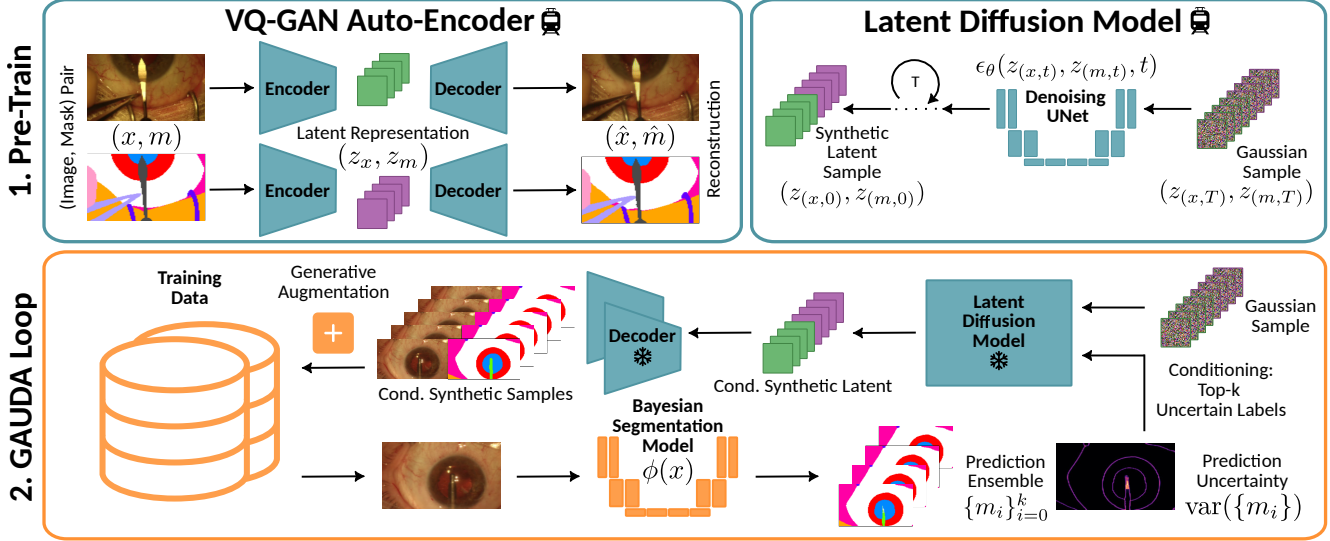 1. Pre-Train
VQ-GAN Auto-Encoder
(Image, Mask) Pair
(x, m)
Encoder
Decoder
Latent Representation
(z_x, z_m)
Encoder
Decoder
(x̂, m̂)
Reconstruction
Latent Diffusion Model
T
Synthetic
Latent
Sample
(z_(x,0), z_(m,0))
ϵ_θ(z_(x,t), z_(m,t), t)
Denoising
UNet
Gaussian
Sample
(z_(x,T), z_(m,T))
2. GAUDA Loop
Training
Data
Generative
Augmentation
+
Cond. Synthetic Samples
Decoder
Cond. Synthetic Latent
Latent
Diffusion
Model
Gaussian
Sample
Conditioning:
Top-k
Uncertain Labels
Bayesian
Segmentation
Model
ϕ(x)
Prediction
Ensemble
{m_i}_{i=0}^k
Prediction
Uncertainty
var({m_i})